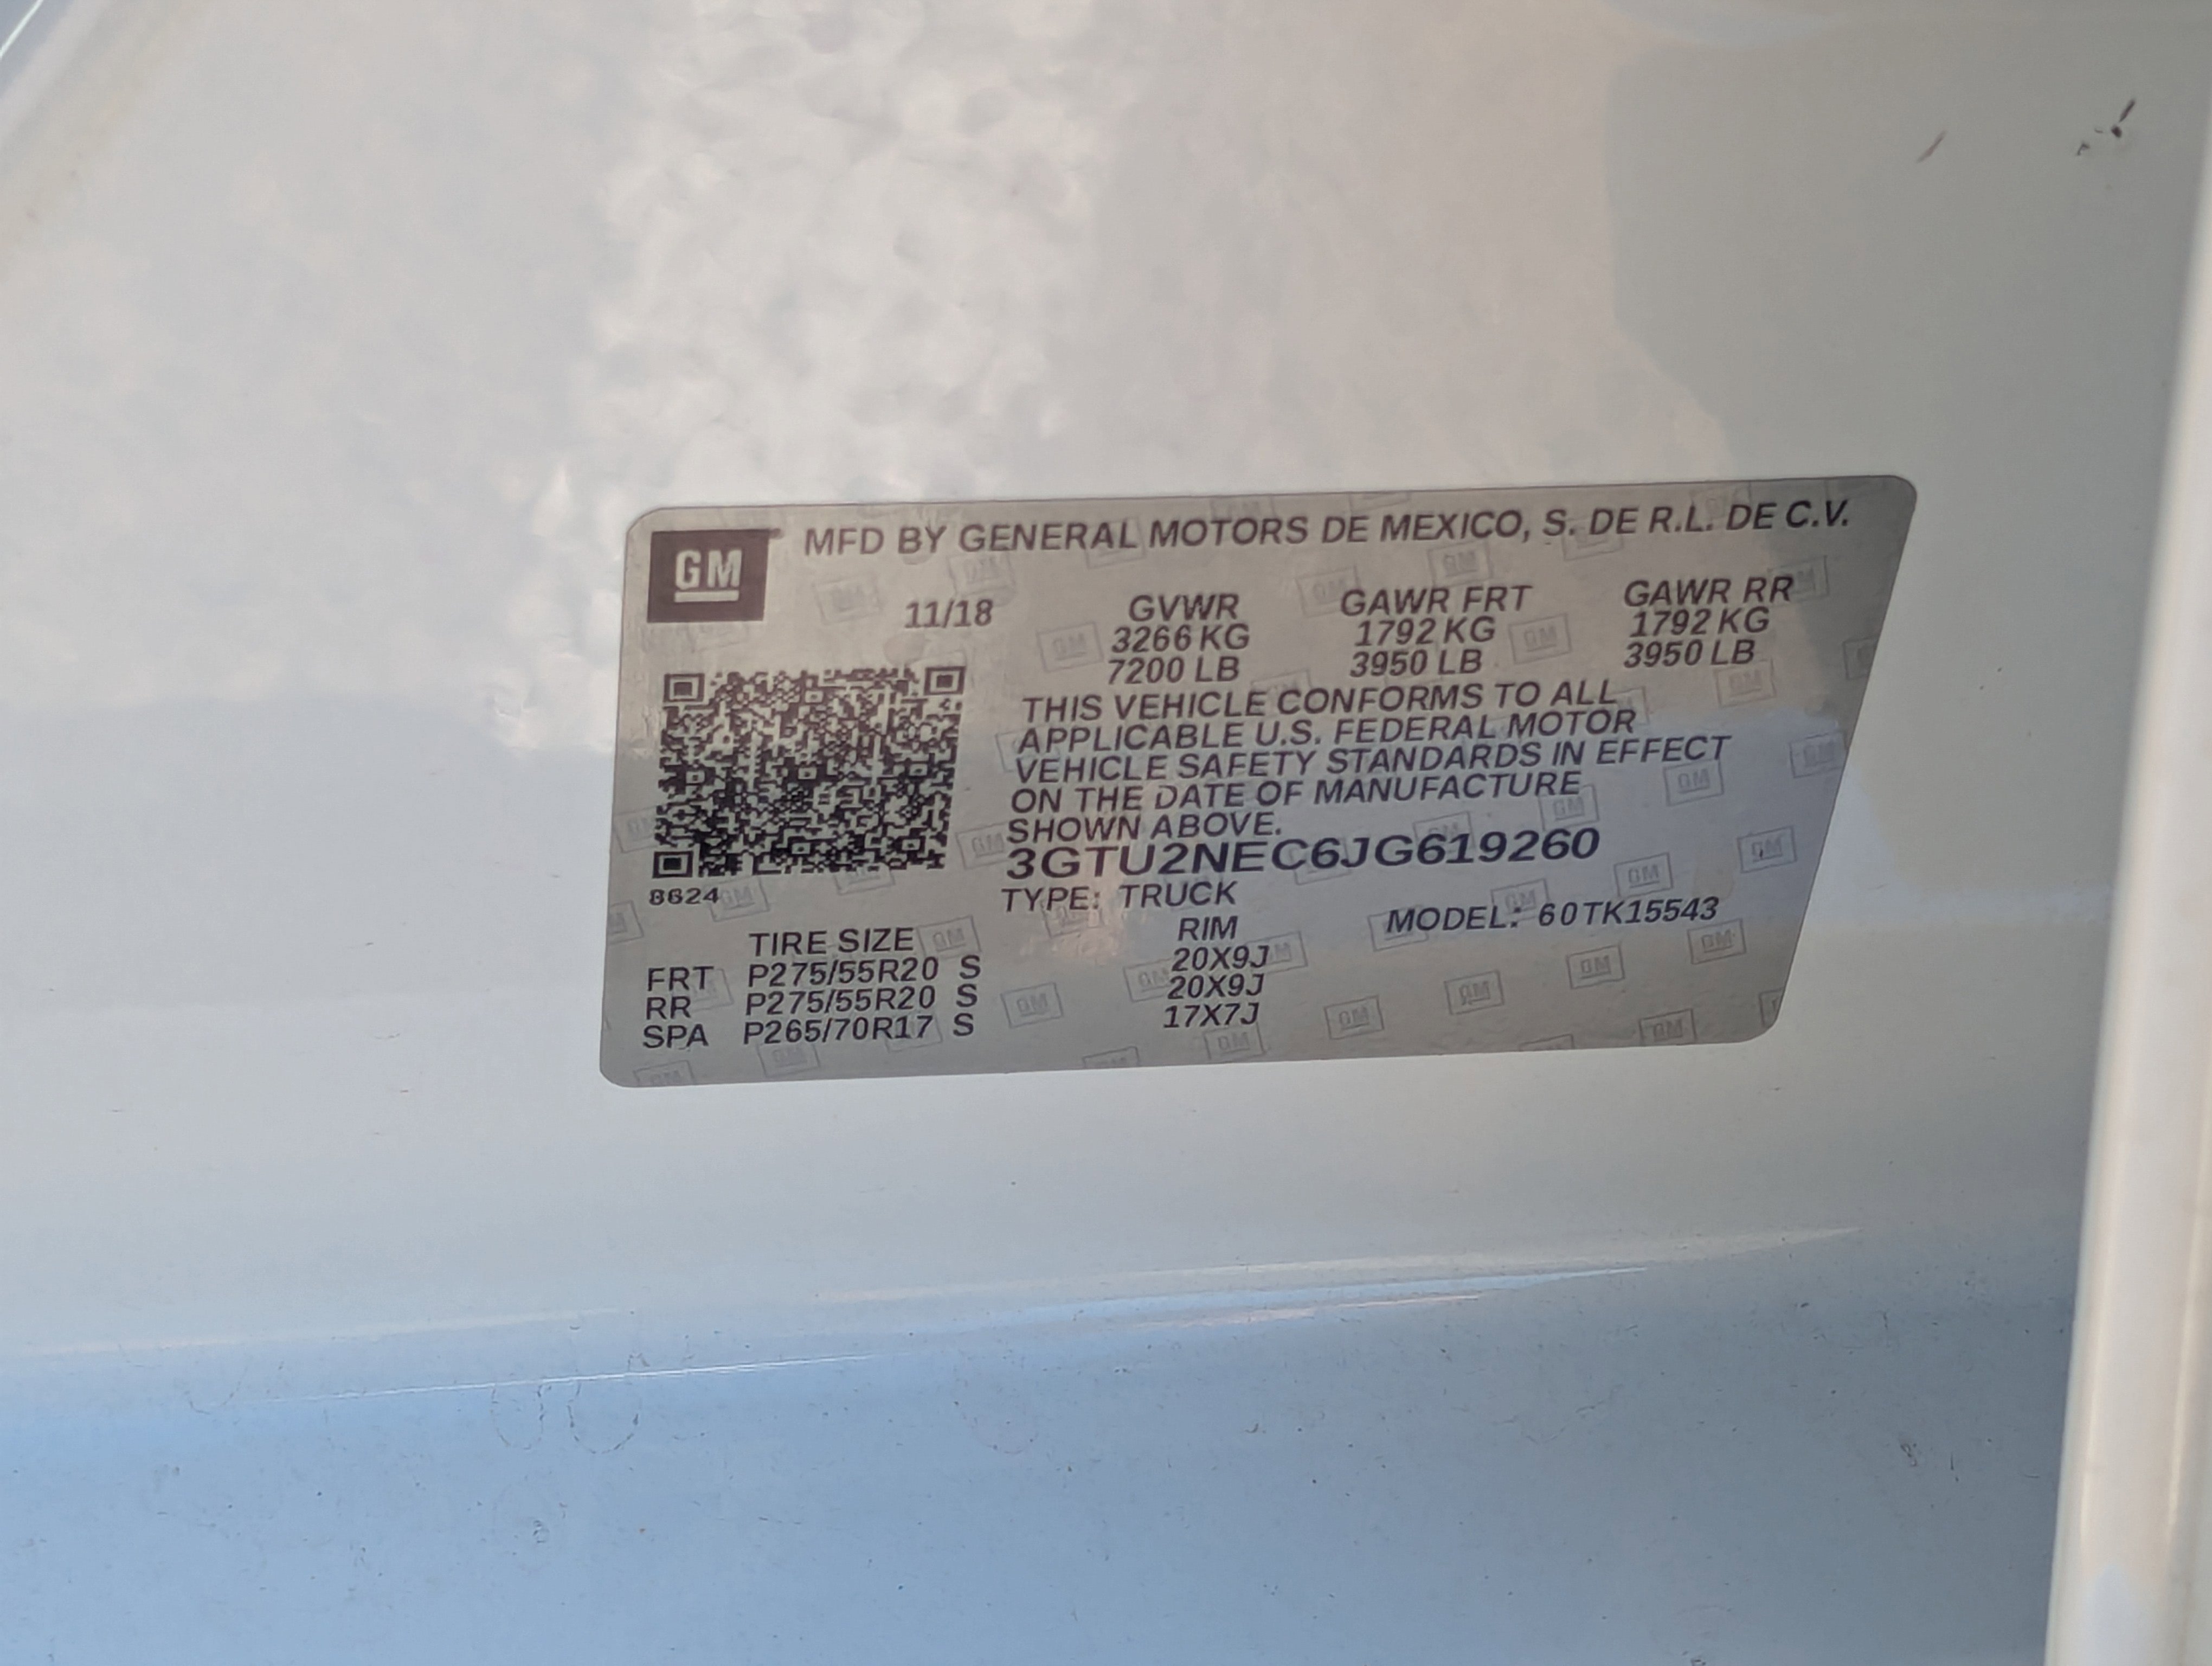 GM MFD BY GENERAL MOTORS DE MEXICO, S. DE R.L. DE C.V.
11/18 GVWR GAWR FRT GAWR RR
3266 KG 1792 KG 1792 KG
7200 LB 3950 LB 3950 LB
THIS VEHICLE CONFORMS TO ALL
APPLICABLE U.S. FEDERAL MOTOR
VEHICLE SAFETY STANDARDS IN EFFECT
ON THE DATE OF MANUFACTURE
SHOWN ABOVE.
3GTU2NEC6JG619260
8624
TYPE: TRUCK MODEL: 60TK15543
TIRE SIZE RIM
FRT P275/55R20 S 20X9J
RR P275/55R20 S 20X9J
SPA P265/70R17 S 17X7J